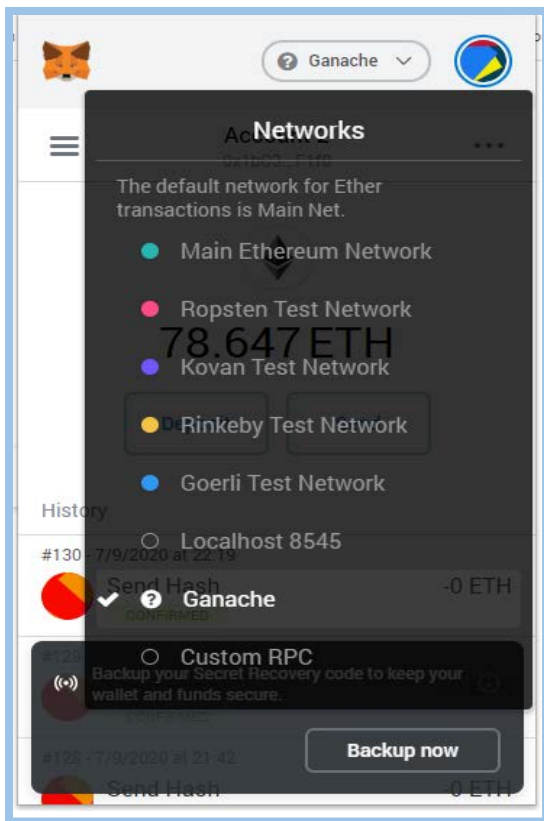 Ganache
Networks
Account 2
The default network for Ether
transactions is Main Net.
Main Ethereum Network
Ropsten Test Network
78.647 ETH
Kovan Test Network
Rinkeby Test Network
Goerli Test Network
History
Localhost 8545
#130 - 7/9/2020 at 22:19
Send Hash -0 ETH
Ganache
CONFIRMED
Custom RPC
#129
Backup your Secret Recovery code to keep your
wallet and funds secure.
Backup now
#128 - 7/9/2020 at 21:42
Send Hash -0 ETH